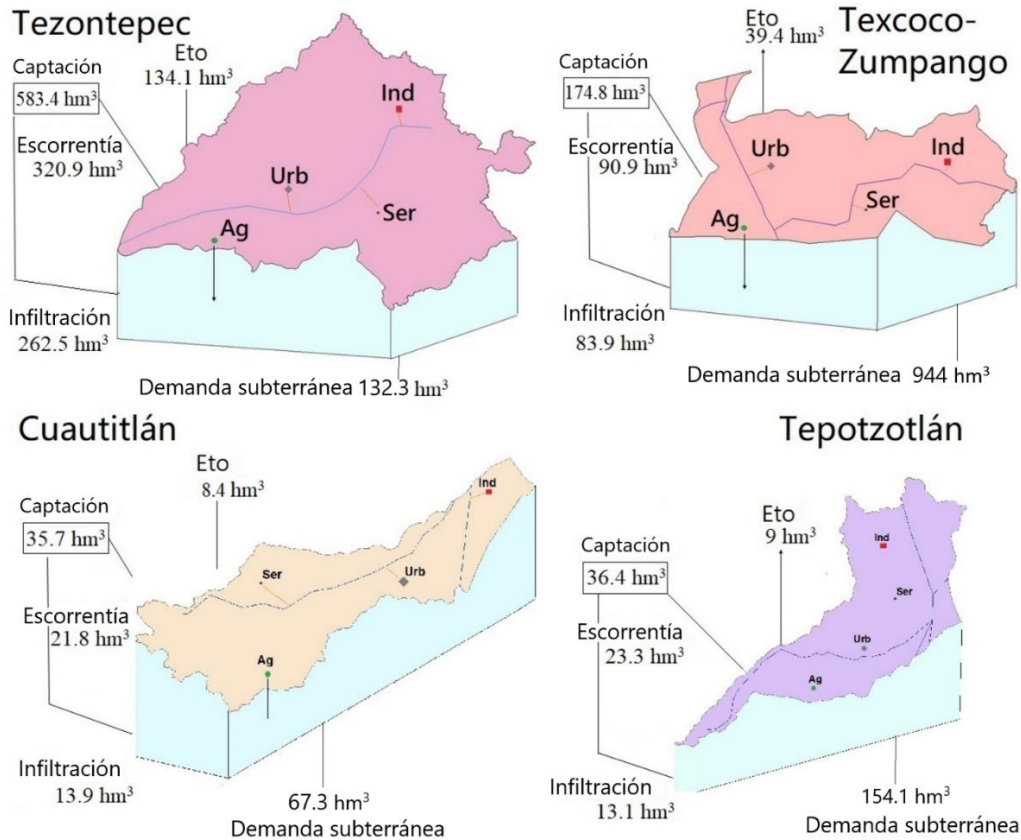 Tezontepec
Eto
134.1 hm³
Captación
583.4 hm³
Escorrentía
320.9 hm³
Ind
Urb
Ser
Ag
Infiltración
262.5 hm³
Demanda subterránea 132.3 hm³
Texcoco-
Zumpango
Eto
39.4 hm³
Captación
174.8 hm³
Escorrentía
90.9 hm³
Urb
Ind
Ser
Ag
Infiltración
83.9 hm³
Demanda subterránea 944 hm³
Cuautitlán
Eto
8.4 hm³
Captación
35.7 hm³
Escorrentía
21.8 hm³
Ind
Ser
Urb
Ag
Infiltración
13.9 hm³
67.3 hm³
Demanda subterránea
Tepotzotlán
Eto
9 hm³
Captación
36.4 hm³
Escorrentía
23.3 hm³
Ind
Ser
Urb
Ag
Infiltración
13.1 hm³
154.1 hm³
Demanda subterránea